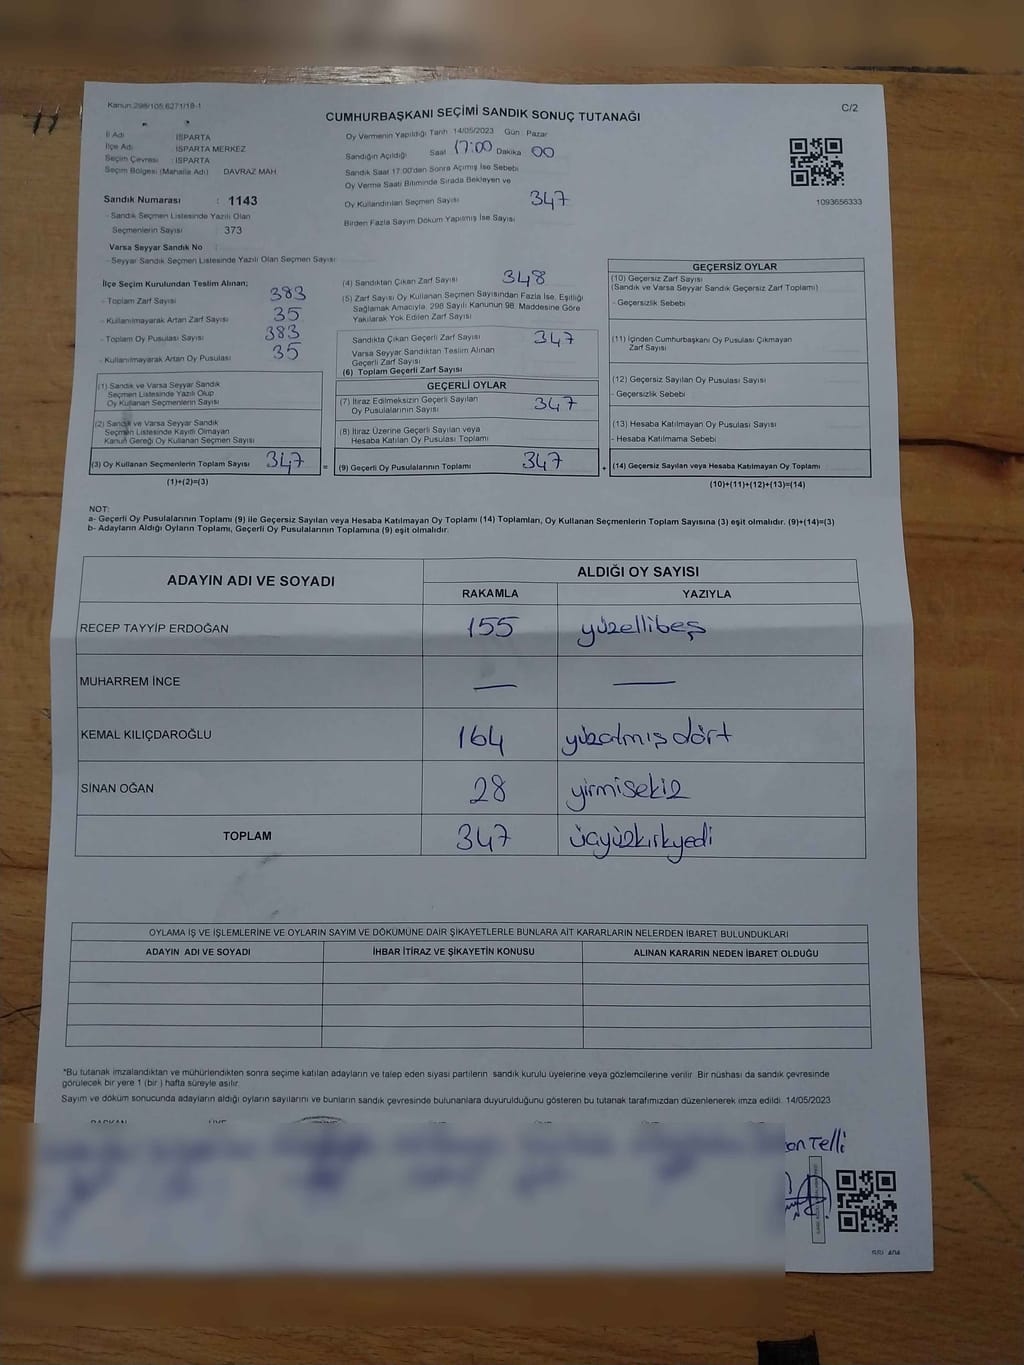 Kanun:298/105,6271/18-1
CUMHURBAŞKANI SEÇİMİ SANDIK SONUÇ TUTANAĞI
C/2
İl Adı : ISPARTA
İlçe Adı : ISPARTA MERKEZ
Seçim Çevresi : ISPARTA
Seçim Bölgesi (Mahalle Adı) DAVRAZ MAH.
Sandık Numarası : 1143
- Sandık Seçmen Listesinde Yazılı Olan
Seçmenlerin Sayısı : 373
Varsa Seyyar Sandık No :
- Seyyar Sandık Seçmen Listesinde Yazılı Olan Seçmen Sayısı:
Oy Vermenin Yapıldığı Tarih 14/05/2023 Gün : Pazar
Sandığın Açıldığı Saat 17:00 Dakika 00
Sandık Saat 17:00'den Sonra Açılmış İse Sebebi
Oy Verme Saati Bitiminde Sırada Bekleyen ve
Oy Kullandırılan Seçmen Sayısı 347
Birden Fazla Sayım Döküm Yapılmış İse Sayısı
1093656333
İlçe Seçim Kurulundan Teslim Alınan;
- Toplam Zarf Sayısı 383
- Kullanılmayarak Artan Zarf Sayısı 35
- Toplam Oy Pusulası Sayısı 383
- Kullanılmayarak Artan Oy Pusulası 35
(1) Sandık ve Varsa Seyyar Sandık
Seçmen Listesinde Yazılı Olup
Oy Kullanan Seçmenlerin Sayısı
(2) Sandık ve Varsa Seyyar Sandık
Seçmen Listesinde Kayıtlı Olmayan
Kanun Gereği Oy Kullanan Seçmen Sayısı
(3) Oy Kullanan Seçmenlerin Toplam Sayısı 347 =
(1)+(2)=(3)
(4) Sandıktan Çıkan Zarf Sayısı 348
(5) Zarf Sayısı Oy Kullanan Seçmen Sayısından Fazla İse, Eşitliği
Sağlamak Amacıyla, 298 Sayılı Kanunun 98. Maddesine Göre
Yakılarak Yok Edilen Zarf Sayısı
Sandıkta Çıkan Geçerli Zarf Sayısı 347
Varsa Seyyar Sandıktan Teslim Alınan
Geçerli Zarf Sayısı
(6) Toplam Geçerli Zarf Sayısı
GEÇERLİ OYLAR
(7) İtiraz Edilmeksizin Geçerli Sayılan
Oy Pusulalarının Sayısı 347
(8) İtiraz Üzerine Geçerli Sayılan veya
Hesaba Katılan Oy Pusulası Toplamı
(9) Geçerli Oy Pusulalarının Toplamı 347 +
GEÇERSİZ OYLAR
(10) Geçersiz Zarf Sayısı
(Sandık ve Varsa Seyyar Sandık Geçersiz Zarf Toplamı)
- Geçersizlik Sebebi
(11) İçinden Cumhurbaşkanı Oy Pusulası Çıkmayan
Zarf Sayısı
(12) Geçersiz Sayılan Oy Pusulası Sayısı
- Geçersizlik Sebebi
(13) Hesaba Katılmayan Oy Pusulası Sayısı
- Hesaba Katılmama Sebebi
(14) Geçersiz Sayılan veya Hesaba Katılmayan Oy Toplamı
(10)+(11)+(12)+(13)=(14)
NOT:
a- Geçerli Oy Pusulalarının Toplamı (9) ile Geçersiz Sayılan veya Hesaba Katılmayan Oy Toplamı (14) Toplamları, Oy Kullanan Seçmenlerin Toplam Sayısına (3) eşit olmalıdır. (9)+(14)=(3)
b- Adayların Aldığı Oyların Toplamı, Geçerli Oy Pusulalarının Toplamına (9) eşit olmalıdır.
ADAYIN ADI VE SOYADI
ALDIĞI OY SAYISI
RAKAMLA YAZIYLA
RECEP TAYYİP ERDOĞAN 155 yüzellibeş
MUHARREM İNCE — —
KEMAL KILIÇDAROĞLU 164 yüzatmışdört
SİNAN OĞAN 28 yirmisekiz
TOPLAM 347 üçyüzkırkyedi
OYLAMA İŞ VE İŞLEMLERİNE VE OYLARIN SAYIM VE DÖKÜMÜNE DAİR ŞİKAYETLERLE BUNLARA AİT KARARLARIN NELERDEN İBARET BULUNDUKLARI
ADAYIN ADI VE SOYADI İHBAR İTİRAZ VE ŞİKAYETİN KONUSU ALINAN KARARIN NEDEN İBARET OLDUĞU
*Bu tutanak imzalandıktan ve mühürlendikten sonra seçime katılan adayların ve talep eden siyasi partilerin sandık kurulu üyelerine veya gözlemcilerine verilir. Bir nüshası da sandık çevresinde
görülecek bir yere 1 (bir ) hafta süreyle asılır.
Sayım ve döküm sonucunda adayların aldığı oyların sayılarını ve bunların sandık çevresinde bulunanlara duyurulduğunu gösteren bu tutanak tarafımızdan düzenlenerek imza edildi. 14/05/2023
Telli